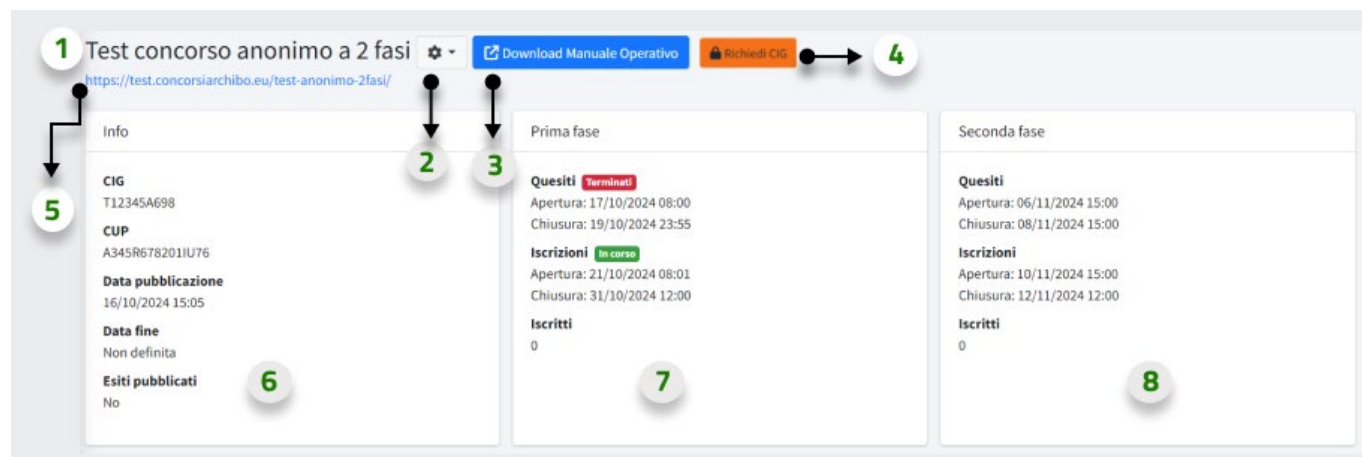 1 Test concorso anonimo a 2 fasi Download Manuale Operativo Richiedi CIG 4
https://test.concorsiarchibo.eu/test-anonimo-2fasi/
Info
Prima fase
Seconda fase
2
3
5
CIG
T12345A698
CUP
A345R678201IU76
Data pubblicazione
16/10/2024 15:05
Data fine
Non definita
Esiti pubblicati
No
6
Quesiti Terminati
Apertura: 17/10/2024 08:00
Chiusura: 19/10/2024 23:55
Iscrizioni In corso
Apertura: 21/10/2024 08:01
Chiusura: 31/10/2024 12:00
Iscritti
0
7
Quesiti
Apertura: 06/11/2024 15:00
Chiusura: 08/11/2024 15:00
Iscrizioni
Apertura: 10/11/2024 15:00
Chiusura: 12/11/2024 12:00
Iscritti
0
8